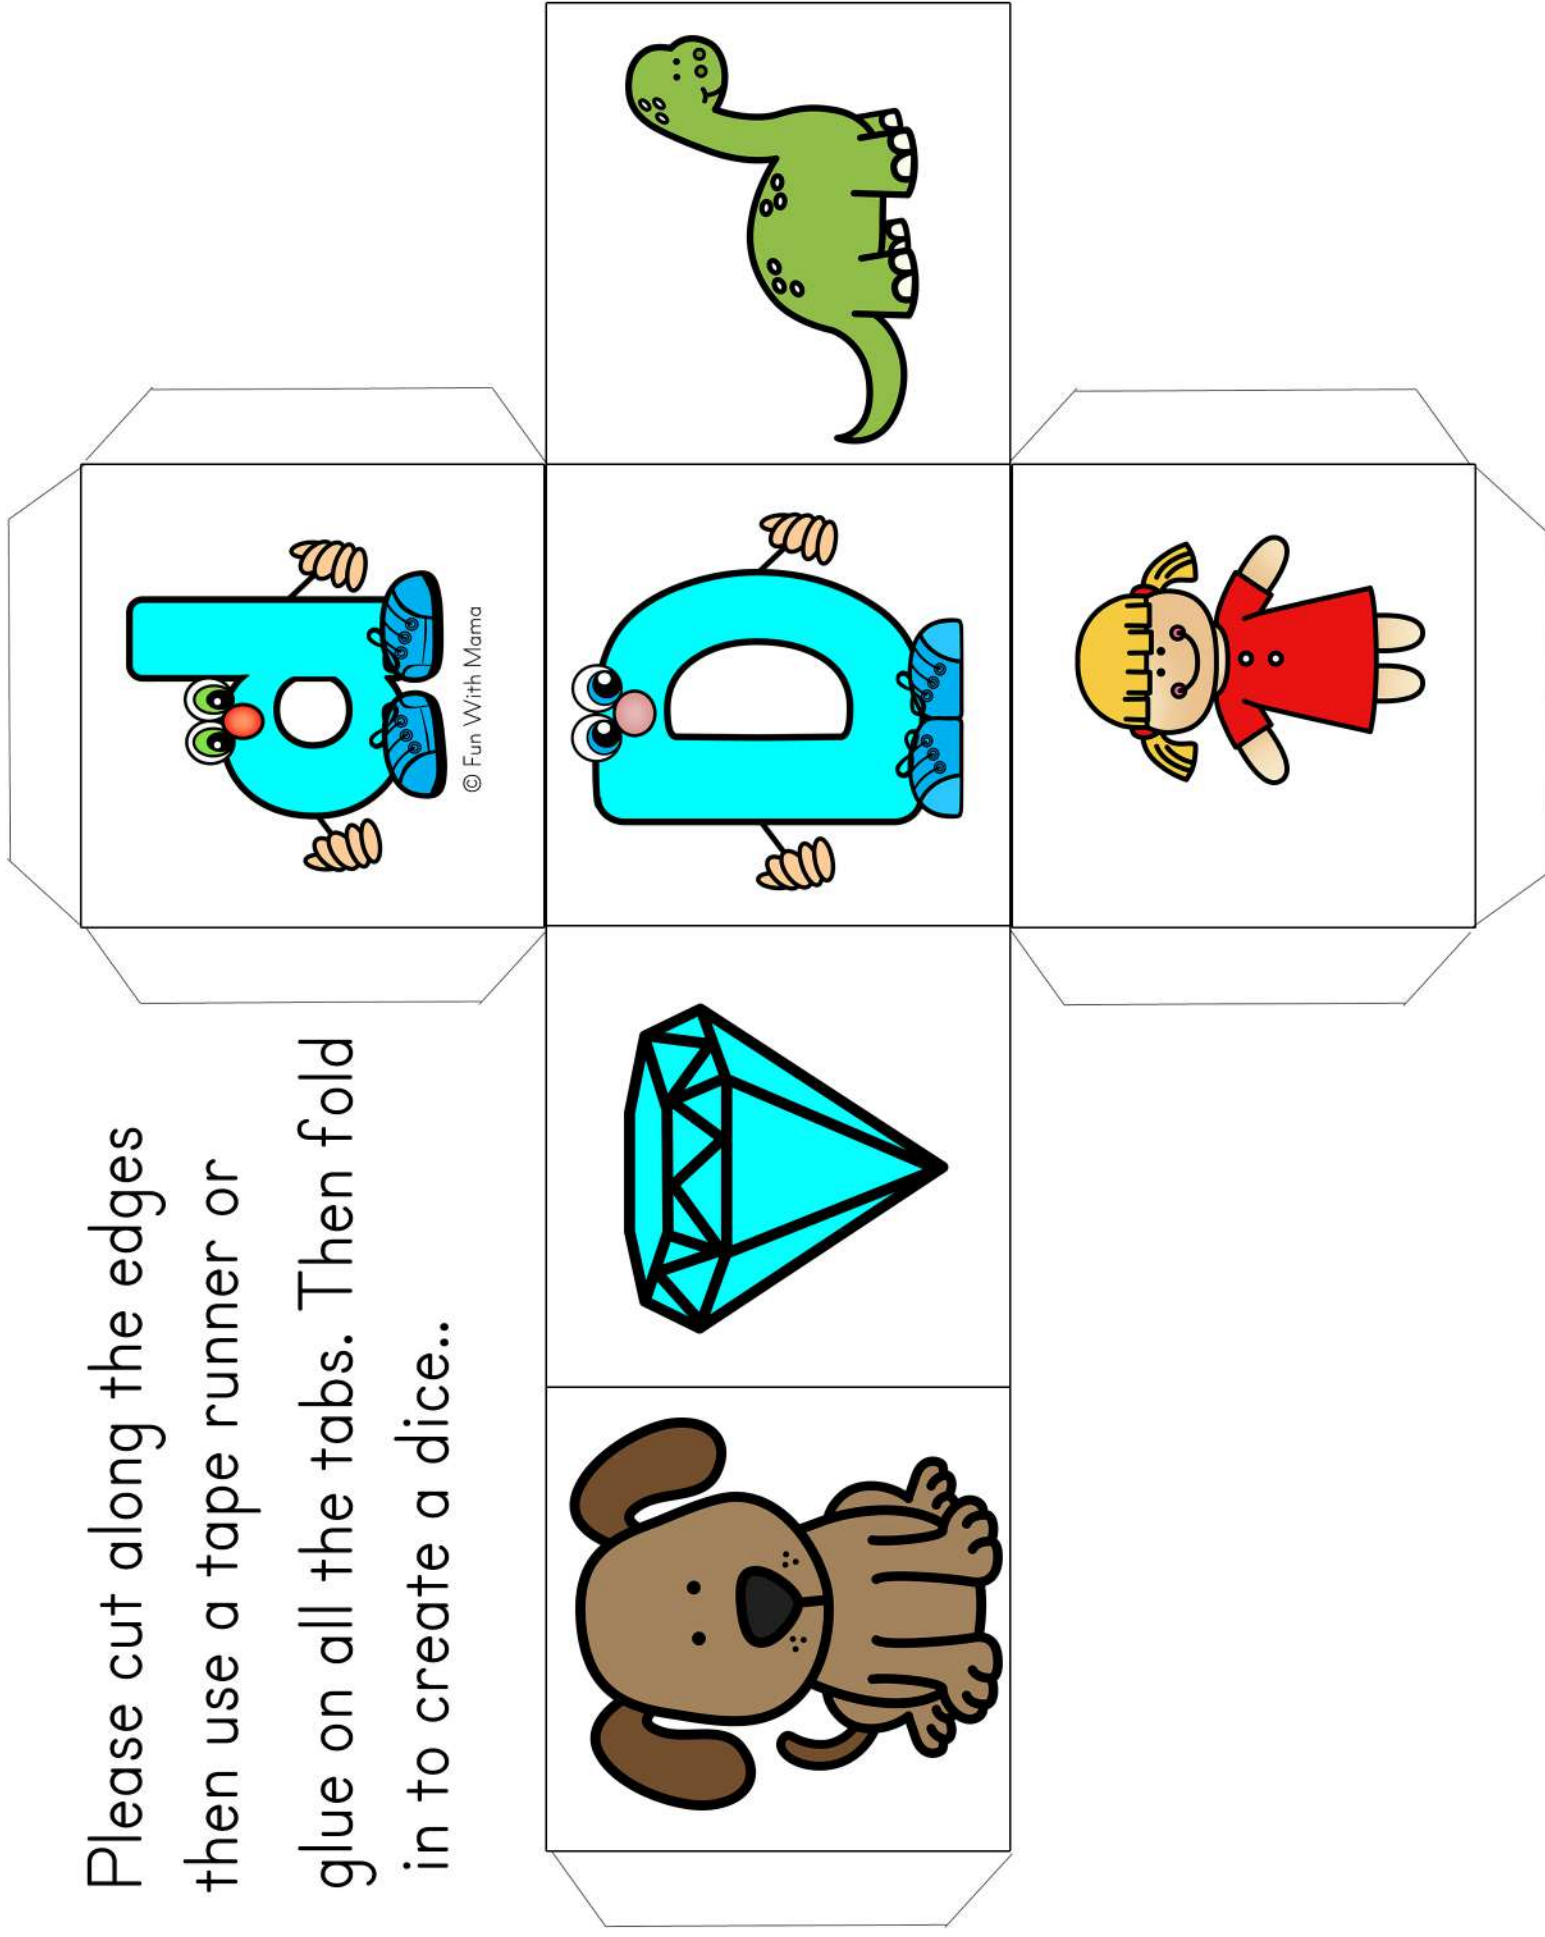 Please cut along the edges
then use a tape runner or
glue on all the tabs. Then fold
in to create a dice..
d
© Fun With Mama
D